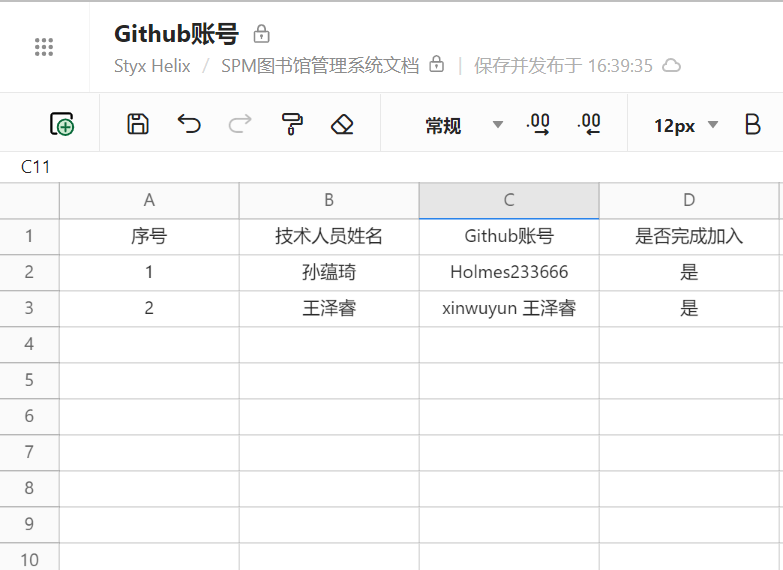 Github账号
Styx Helix / SPM图书馆管理系统文档 | 保存并发布于 16:39:35
常规 .00 .00 12px B
C11
A B C D
1 序号 技术人员姓名 Github账号 是否完成加入
2 1 孙蕴琦 Holmes233666 是
3 2 王泽睿 xinwuyun 王泽睿 是
4
5
6
7
8
9
10